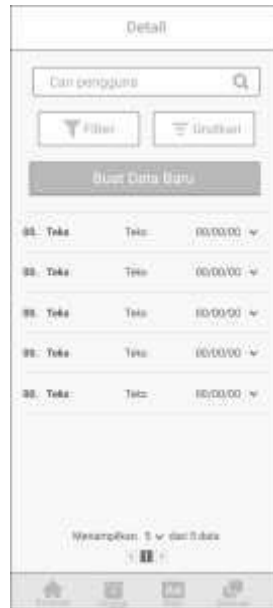 Detail
Cari pengguna
Filter
Urutkan
Buat Data Baru
00. Teks Teks 00/00/00
00. Teks Teks 00/00/00
00. Teks Teks 00/00/00
00. Teks Teks 00/00/00
00. Teks Teks 00/00/00
Menampilkan 5 dari 5 data
1